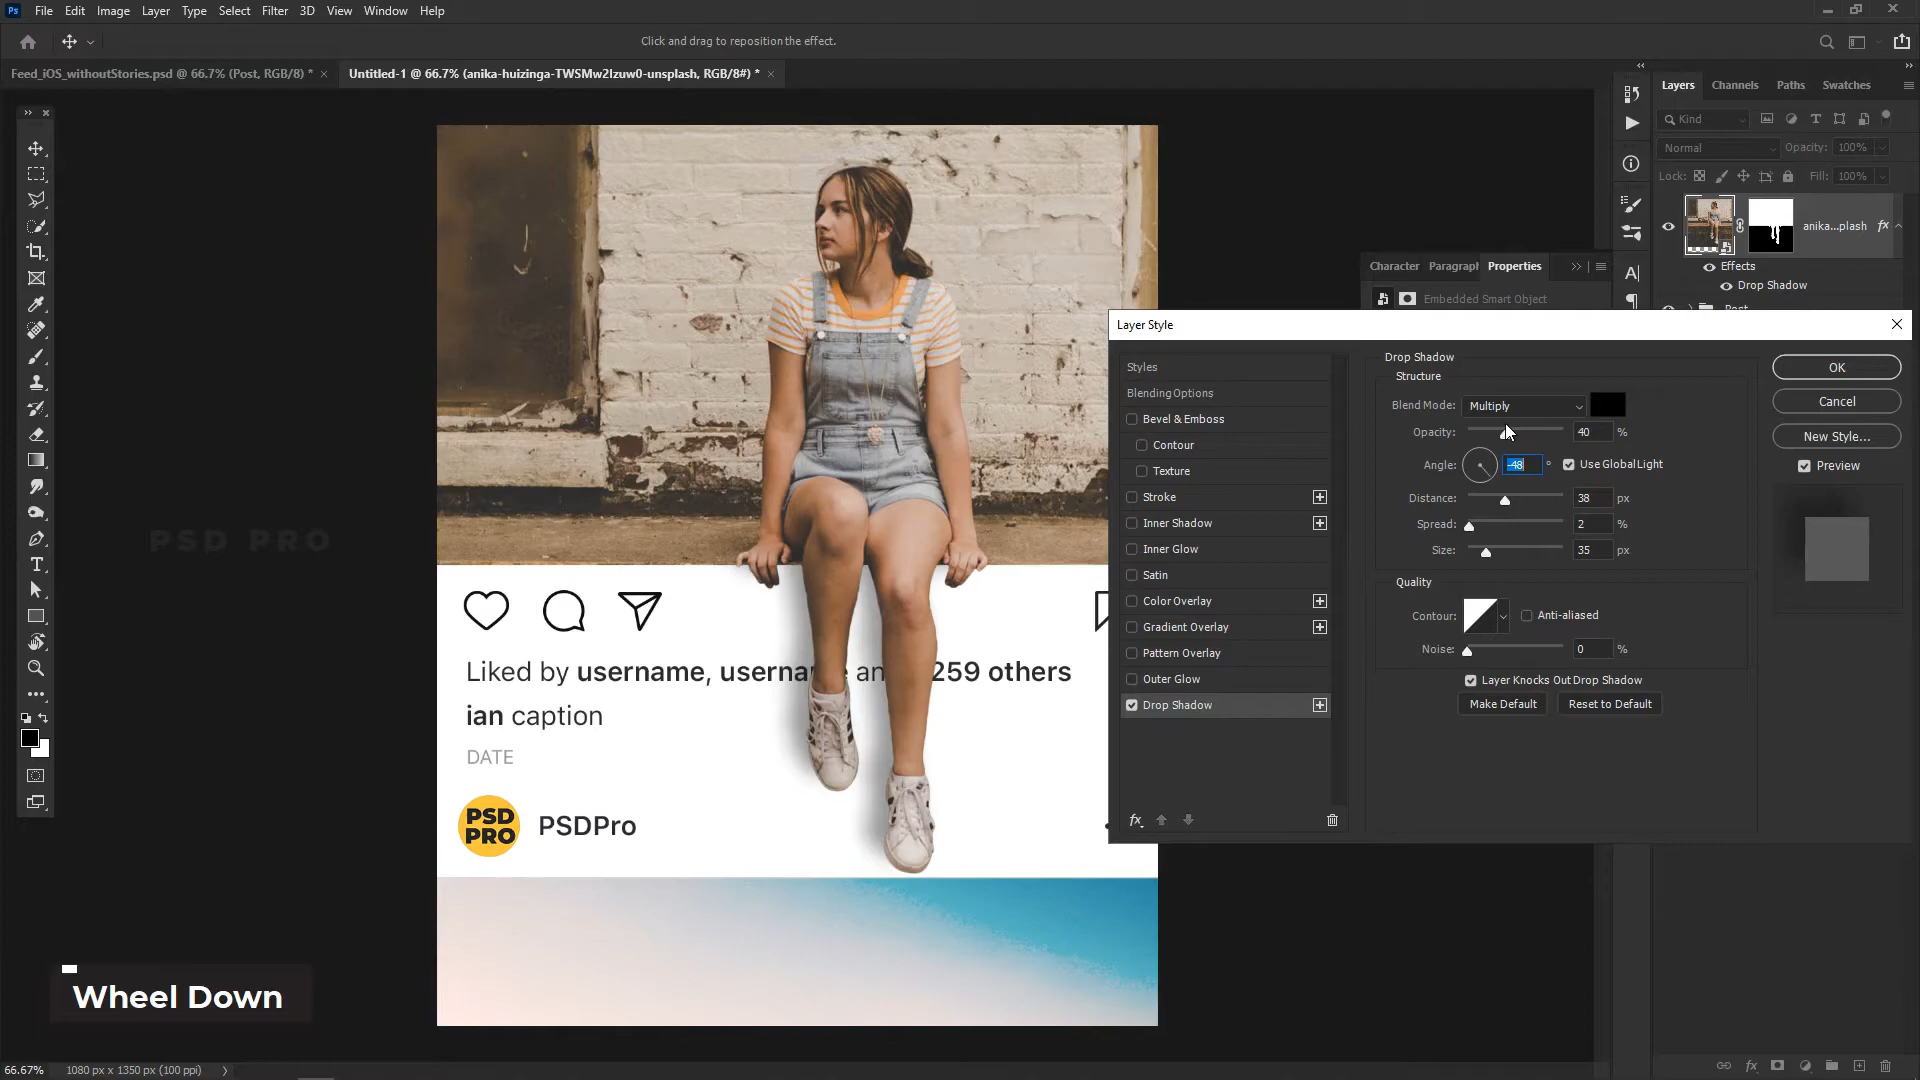 Ps File Edit Image Layer Type Select Filter 3D View Window Help
Click and drag to reposition the effect.
Feed_iOS_withoutStories.psd @ 66.7% (Post, RGB/8) *
Untitled-1 @ 66.7% (anika-huizinga-TWSMw2Izuw0-unsplash, RGB/8#) *
Layers Channels Paths Swatches
Kind
Normal Opacity: 100%
Lock: Fill: 100%
anika...plash fx
Effects
Drop Shadow
Post
Character Paragraph Properties
Embedded Smart Object
Layer Style
Styles
Blending Options
Bevel & Emboss
Contour
Texture
Stroke
Inner Shadow
Inner Glow
Satin
Color Overlay
Gradient Overlay
Pattern Overlay
Outer Glow
Drop Shadow
fx
Drop Shadow
Structure
Blend Mode: Multiply
Opacity: 40 %
Angle: -48 ° Use Global Light
Distance: 38 px
Spread: 2 %
Size: 35 px
Quality
Contour: Anti-aliased
Noise: 0 %
Layer Knocks Out Drop Shadow
Make Default Reset to Default
OK
Cancel
New Style...
Preview
PSD PRO
Liked by username, username and 259 others
ian caption
DATE
PSD
PRO
PSDPro
Wheel Down
66.67% 1080 px x 1350 px (100 ppi)
fx